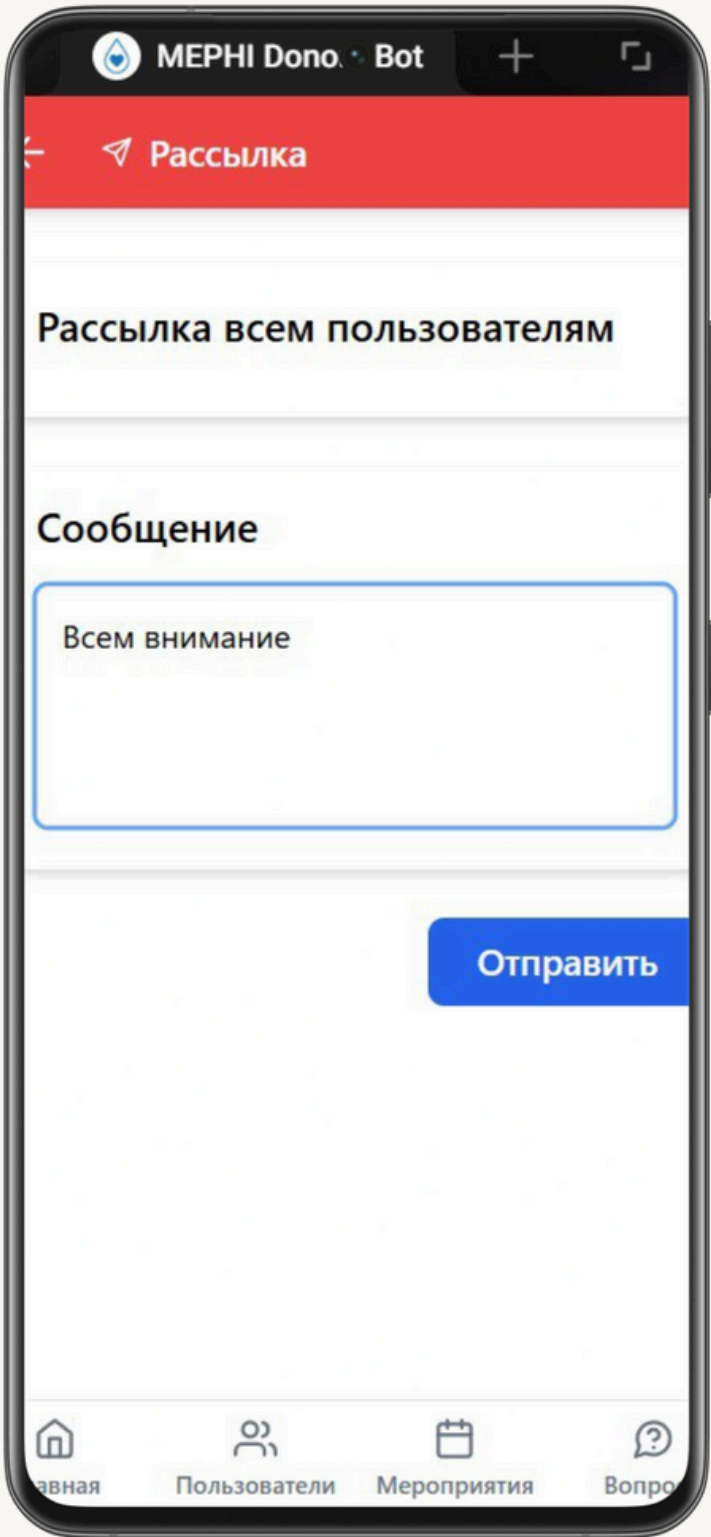 MEPHI Dono. Bot
Рассылка
Рассылка всем пользователям
Сообщение
Всем внимание
Отправить
авная Пользователи Мероприятия Вопро